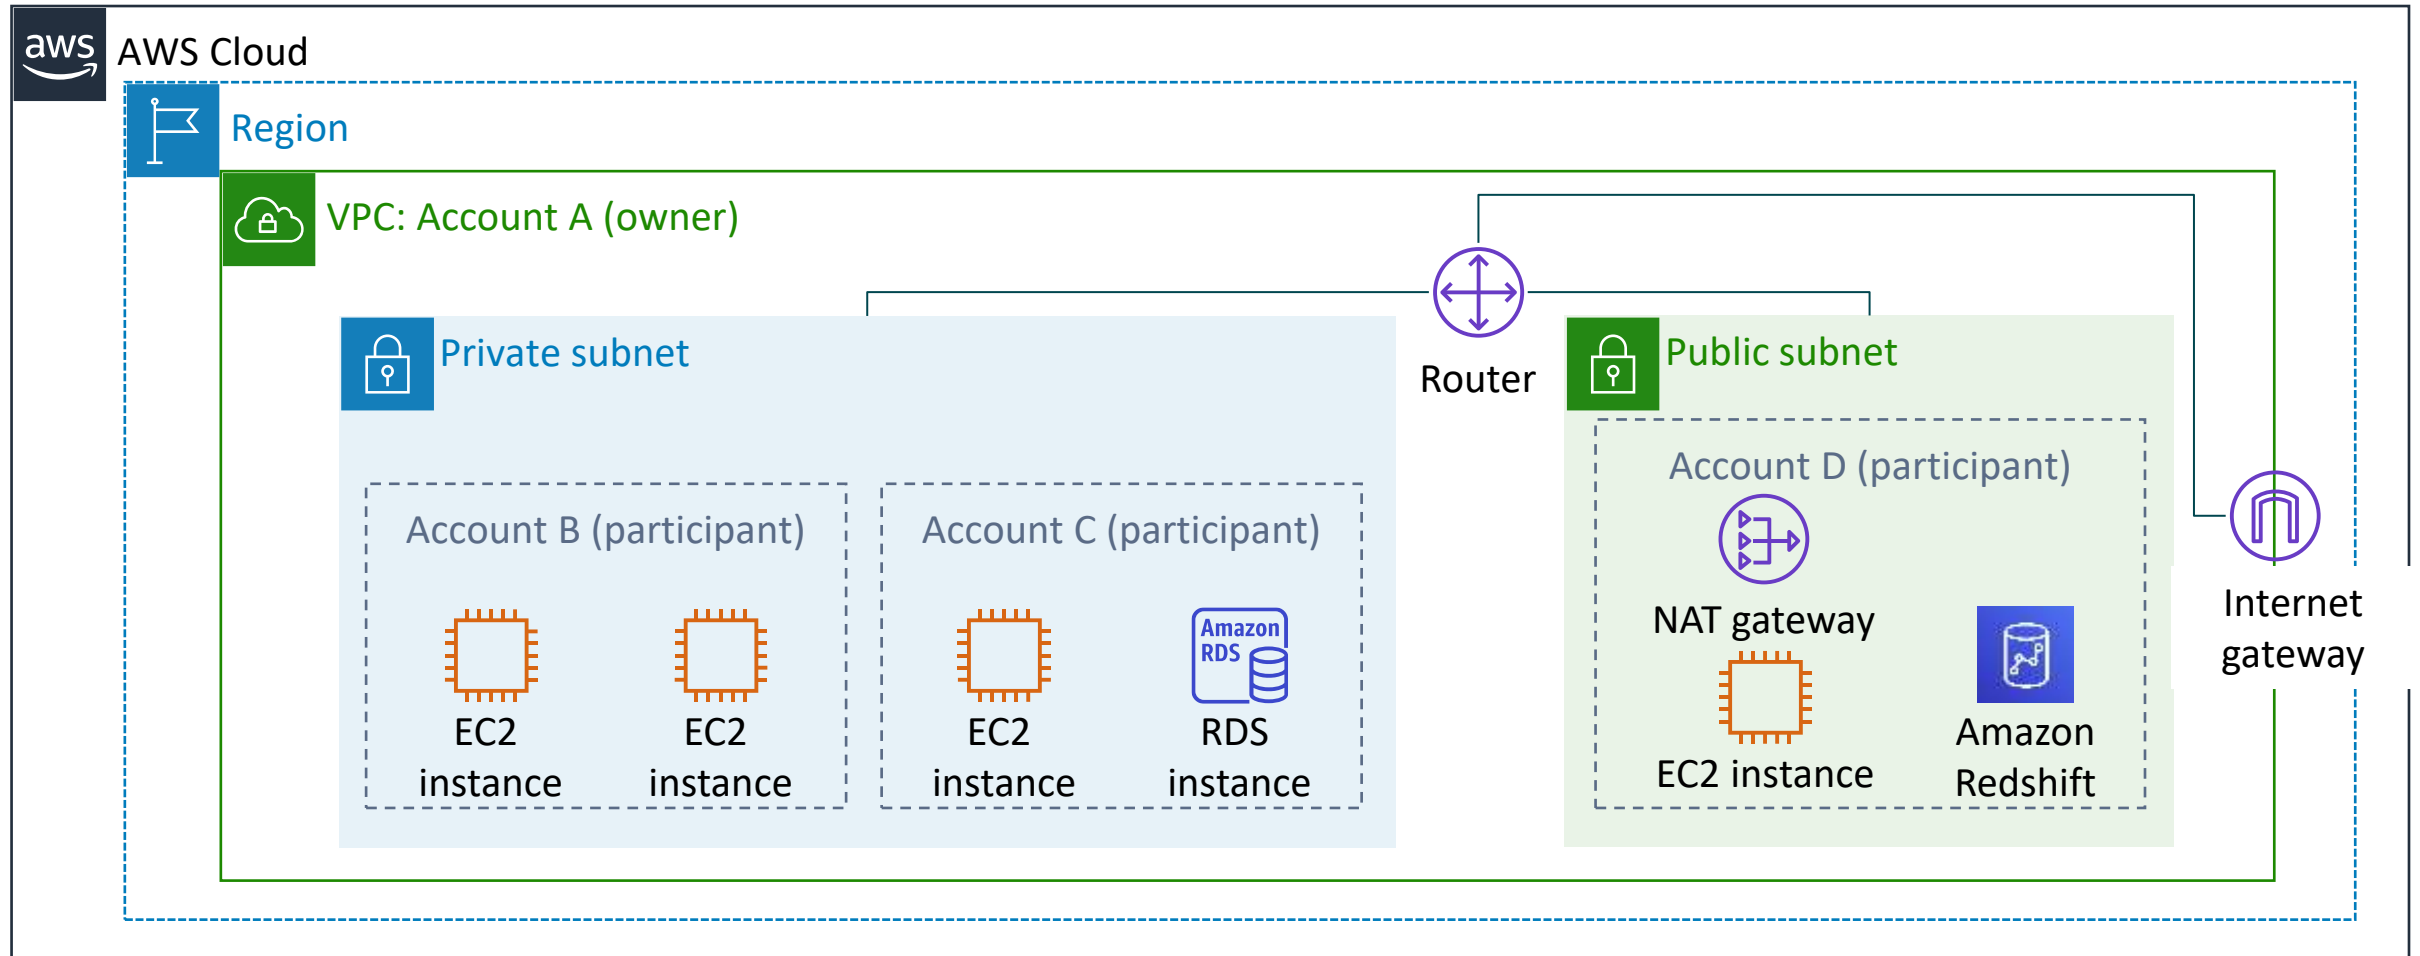 aws
AWS Cloud
Region
VPC: Account A (owner)
Private subnet
Router
Public subnet
Account B (participant)
Account C (participant)
Account D (participant)
EC2
instance
EC2
instance
EC2
instance
Amazon
RDS
RDS
instance
NAT gateway
EC2 instance
Amazon
Redshift
Internet
gateway